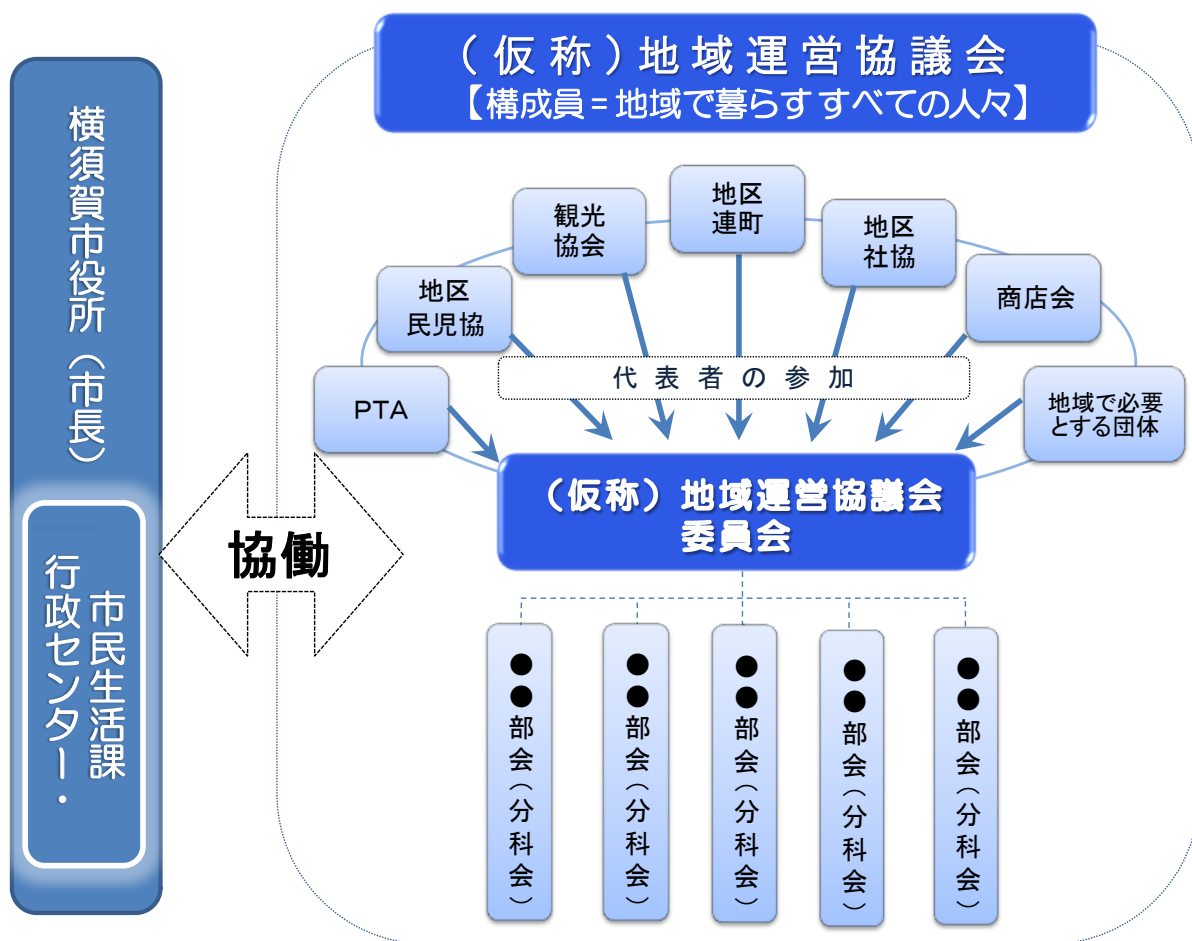 （仮称）地域運営協議会
【構成員＝地域で暮らすすべての人々】
横須賀市役所（市長）
市民生活課
行政センター・
協働
地区
連町
観光
協会
地区
社協
地区
民児協
商店会
PTA
地域で必要
とする団体
代表者の参加
（仮称）地域運営協議会
委員会
●●部会（分科会）
●●部会（分科会）
●●部会（分科会）
●●部会（分科会）
●●部会（分科会）